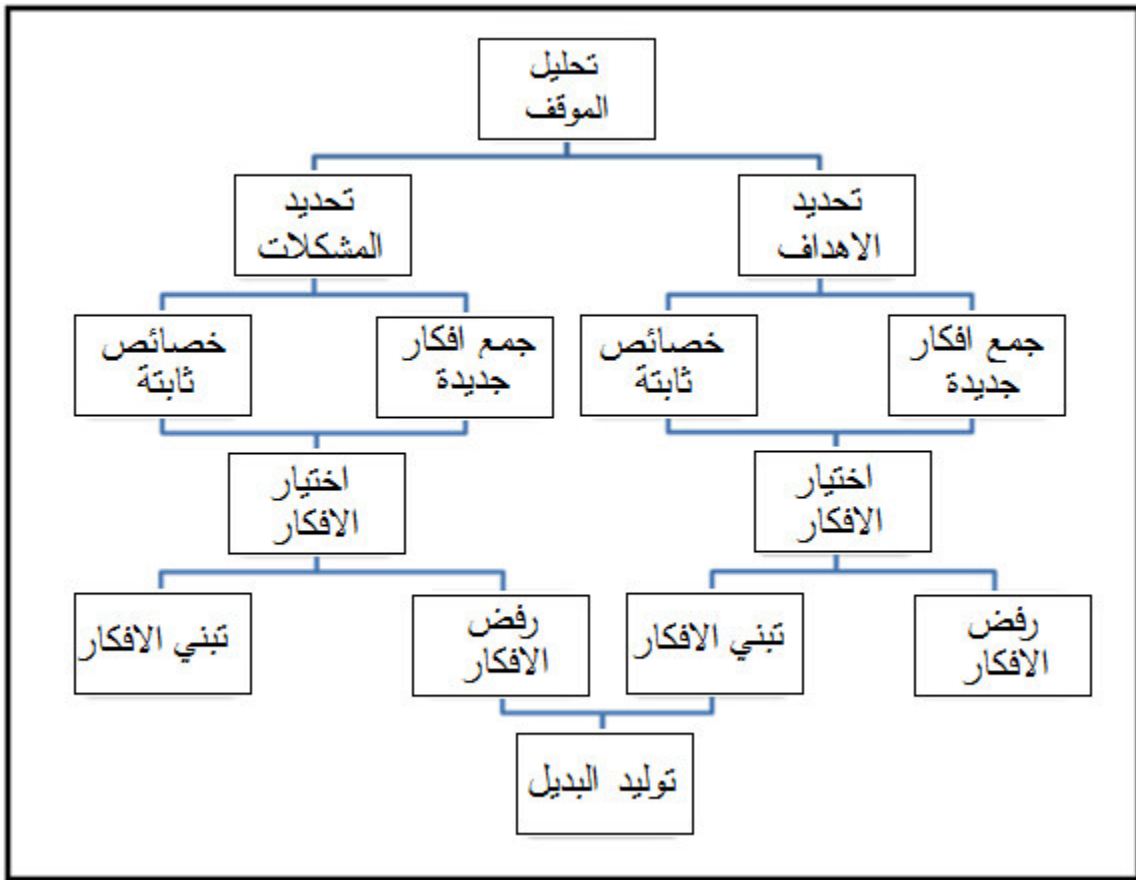 تحليل
الموقف
تحديد
الاهداف
تحديد
المشكلات
جمع افكار
جديدة
خصائص
ثابتة
جمع افكار
جديدة
خصائص
ثابتة
اختيار
الافكار
اختيار
الافكار
رفض
الافكار
تبني الافكار
رفض
الافكار
تبني الافكار
توليد البديل